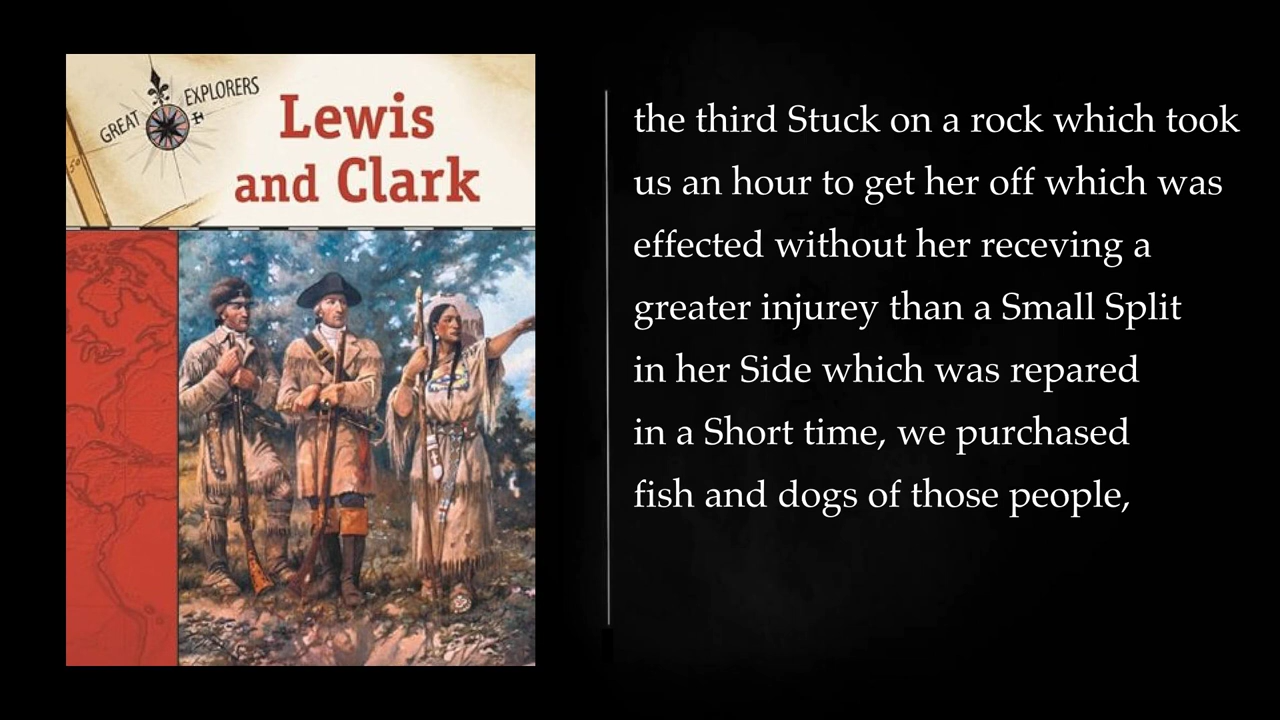 GREAT EXPLORERS
Lewis
and Clark
50
the third Stuck on a rock which took
us an hour to get her off which was
effected without her receving a
greater injurey than a Small Split
in her Side which was repared
in a Short time, we purchased
fish and dogs of those people,